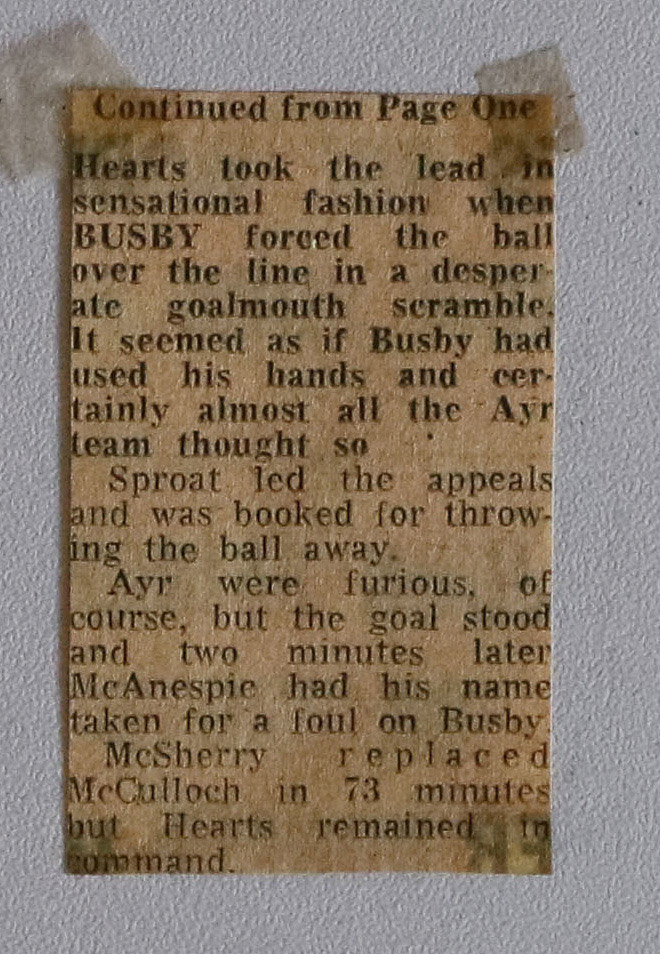 Continued from Page One
Hearts took the lead in
sensational fashion when
BUSBY forced the ball
over the line in a desper-
ate goalmouth scramble.
It seemed as if Busby had
used his hands and cer-
tainly almost all the Ayr
team thought so
Sproat led the appeals
and was booked for throw-
ing the ball away.
Ayr were furious, of
course, but the goal stood
and two minutes later
McAnespie had his name
taken for a foul on Busby.
McSherry replaced
McCulloch in 73 minutes
but Hearts remained in
command.